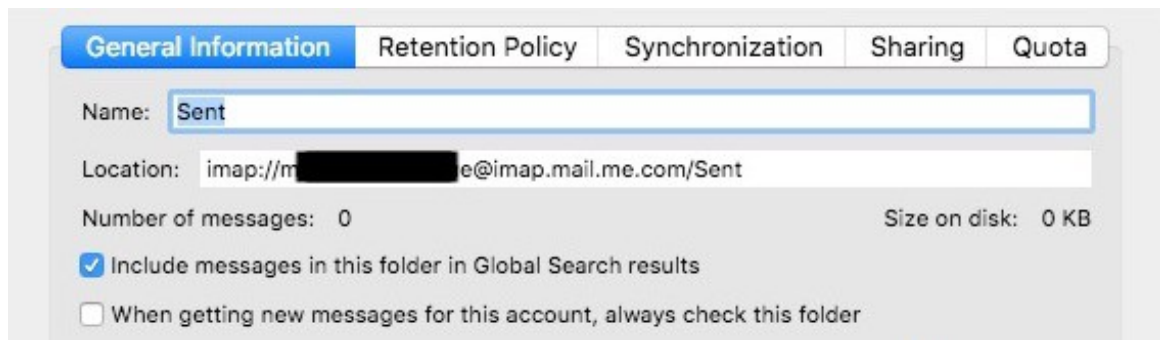 General Information Retention Policy Synchronization Sharing Quota
Name: Sent
Location: imap://m e@imap.mail.me.com/Sent
Number of messages: 0 Size on disk: 0 KB
Include messages in this folder in Global Search results
When getting new messages for this account, always check this folder